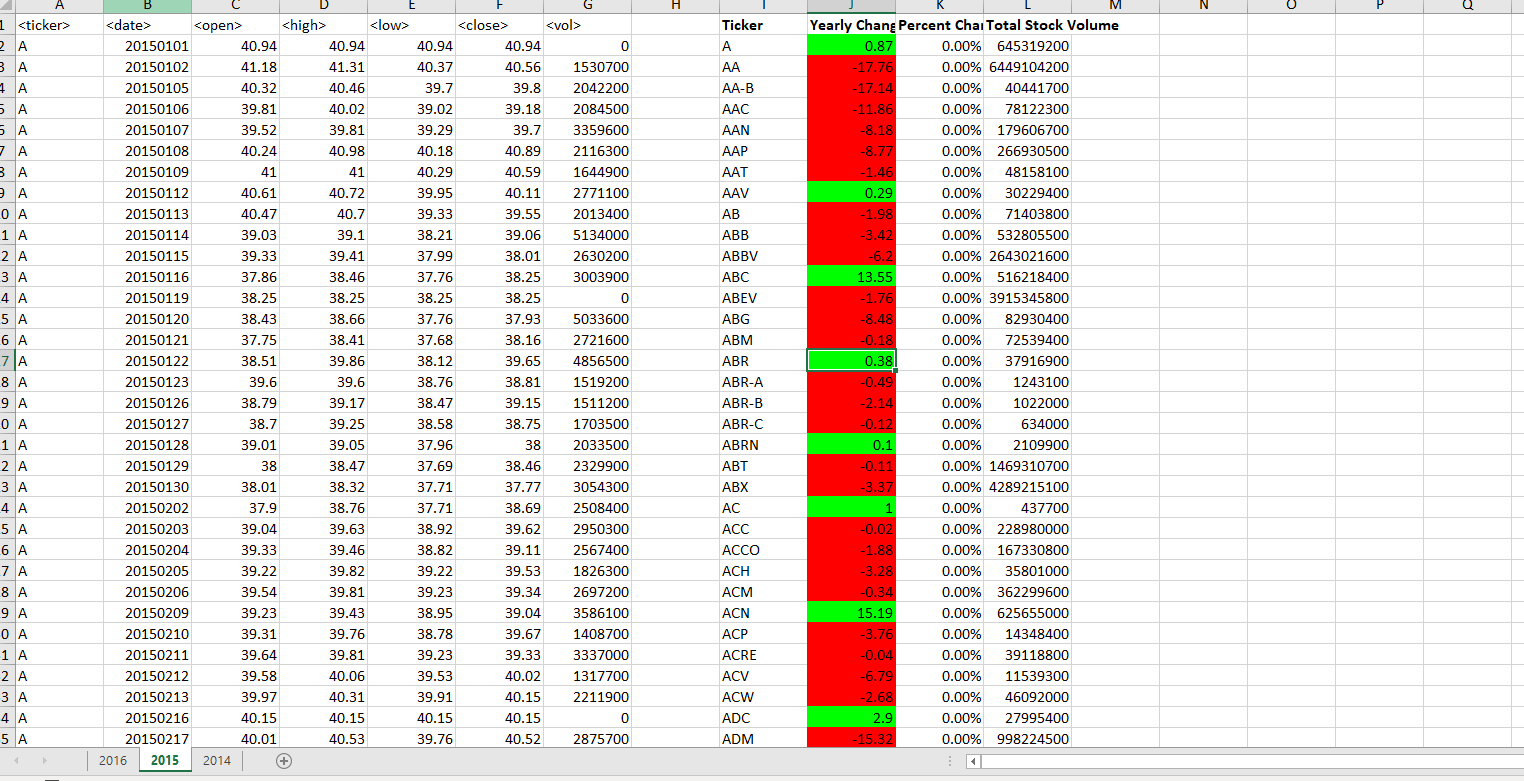 A B C D E F G H I J K L M N O P Q
1 <ticker> <date> <open> <high> <low> <close> <vol> Ticker Yearly Chang Percent Chai Total Stock Volume
2 A 20150101 40.94 40.94 40.94 40.94 0 A 0.87 0.00% 645319200
3 A 20150102 41.18 41.31 40.37 40.56 1530700 AA -17.76 0.00% 6449104200
4 A 20150105 40.32 40.46 39.7 39.8 2042200 AA-B -17.14 0.00% 40441700
5 A 20150106 39.81 40.02 39.02 39.18 2084500 AAC -11.86 0.00% 78122300
6 A 20150107 39.52 39.81 39.29 39.7 3359600 AAN -8.18 0.00% 179606700
7 A 20150108 40.24 40.98 40.18 40.89 2116300 AAP -8.77 0.00% 266930500
8 A 20150109 41 41 40.29 40.59 1644900 AAT -1.46 0.00% 48158100
9 A 20150112 40.61 40.72 39.95 40.11 2771100 AAV 0.29 0.00% 30229400
0 A 20150113 40.47 40.7 39.33 39.55 2013400 AB -1.98 0.00% 71403800
1 A 20150114 39.03 39.1 38.21 39.06 5134000 ABB -3.42 0.00% 532805500
2 A 20150115 39.33 39.41 37.99 38.01 2630200 ABBV -6.2 0.00% 2643021600
3 A 20150116 37.86 38.46 37.76 38.25 3003900 ABC 13.55 0.00% 516218400
4 A 20150119 38.25 38.25 38.25 38.25 0 ABEV -1.76 0.00% 3915345800
5 A 20150120 38.43 38.66 37.76 37.93 5033600 ABG -8.48 0.00% 82930400
6 A 20150121 37.75 38.41 37.68 38.16 2721600 ABM -0.18 0.00% 72539400
7 A 20150122 38.51 39.86 38.12 39.65 4856500 ABR 0.38 0.00% 37916900
8 A 20150123 39.6 39.6 38.76 38.81 1519200 ABR-A -0.49 0.00% 1243100
9 A 20150126 38.79 39.17 38.47 39.15 1511200 ABR-B -2.14 0.00% 1022000
0 A 20150127 38.7 39.25 38.58 38.75 1703500 ABR-C -0.12 0.00% 634000
1 A 20150128 39.01 39.05 37.96 38 2033500 ABRN 0.1 0.00% 2109900
2 A 20150129 38 38.47 37.69 38.46 2329900 ABT -0.11 0.00% 1469310700
3 A 20150130 38.01 38.32 37.71 37.77 3054300 ABX -3.37 0.00% 4289215100
4 A 20150202 37.9 38.76 37.71 38.69 2508400 AC 1 0.00% 437700
5 A 20150203 39.04 39.63 38.92 39.62 2950300 ACC -0.02 0.00% 228980000
6 A 20150204 39.33 39.46 38.82 39.11 2567400 ACCO -1.88 0.00% 167330800
7 A 20150205 39.22 39.82 39.22 39.53 1826300 ACH -3.28 0.00% 35801000
8 A 20150206 39.54 39.81 39.23 39.34 2697200 ACM -0.34 0.00% 362299600
9 A 20150209 39.23 39.43 38.95 39.04 3586100 ACN 15.19 0.00% 625655000
0 A 20150210 39.31 39.76 38.78 39.67 1408700 ACP -3.76 0.00% 14348400
1 A 20150211 39.64 39.81 39.23 39.33 3337000 ACRE -0.04 0.00% 39118800
2 A 20150212 39.58 40.06 39.53 40.02 1317700 ACV -6.79 0.00% 11539300
3 A 20150213 39.97 40.31 39.91 40.15 2211900 ACW -2.68 0.00% 46092000
4 A 20150216 40.15 40.15 40.15 40.15 0 ADC 2.9 0.00% 27995400
5 A 20150217 40.01 40.53 39.76 40.52 2875700 ADM -15.32 0.00% 998224500
2016 2015 2014